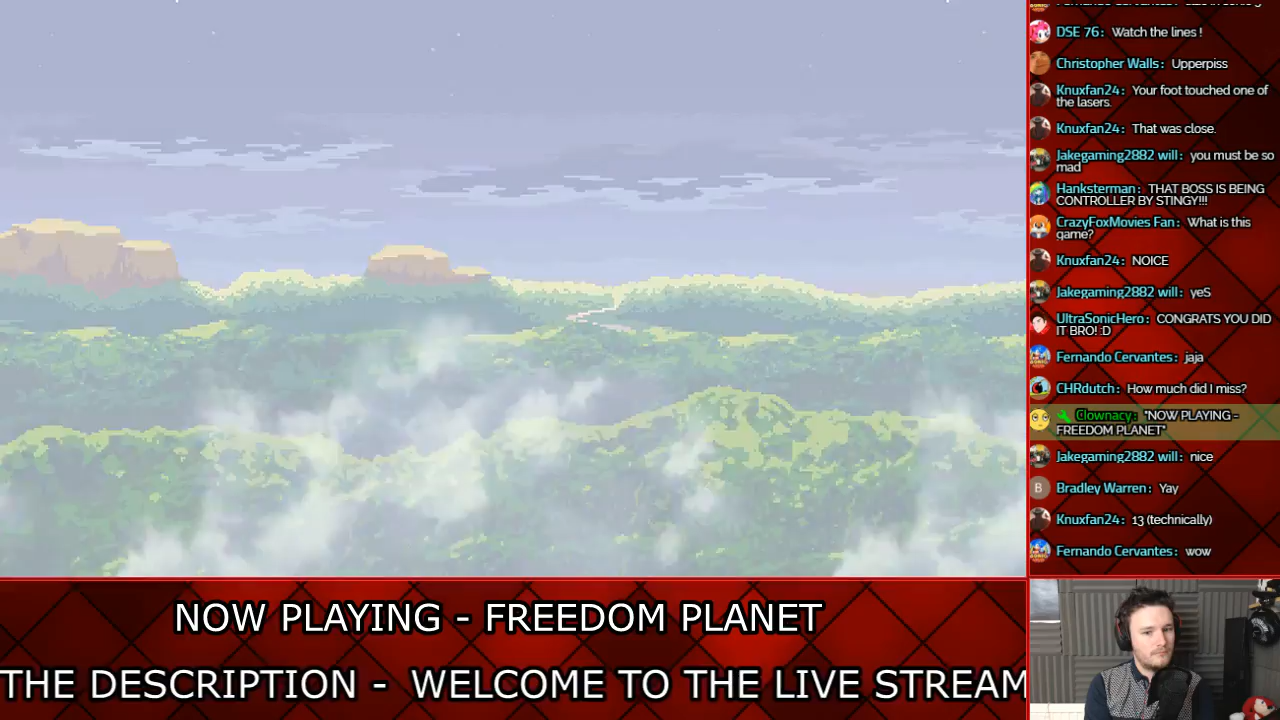 DSE 76: Watch the lines !
Christopher Walls: Upperpiss
Knuxfan24: Your foot touched one of
the lasers.
Knuxfan24: That was close.
Jakegaming2882 will: you must be so
mad
Hanksterman: THAT BOSS IS BEING
CONTROLLER BY STINGY!!!
CrazyFoxMovies Fan: What is this
game?
Knuxfan24: NOICE
Jakegaming2882 will: yeS
UltraSonicHero: CONGRATS YOU DID
IT BRO! :D
Fernando Cervantes: jaja
CHRdutch: How much did I miss?
Clownacy: "NOW PLAYING -
FREEDOM PLANET"
Jakegaming2882 will: nice
B Bradley Warren: Yay
Knuxfan24: 13 (technically)
Fernando Cervantes: wow
NOW PLAYING - FREEDOM PLANET
THE DESCRIPTION - WELCOME TO THE LIVE STREAM